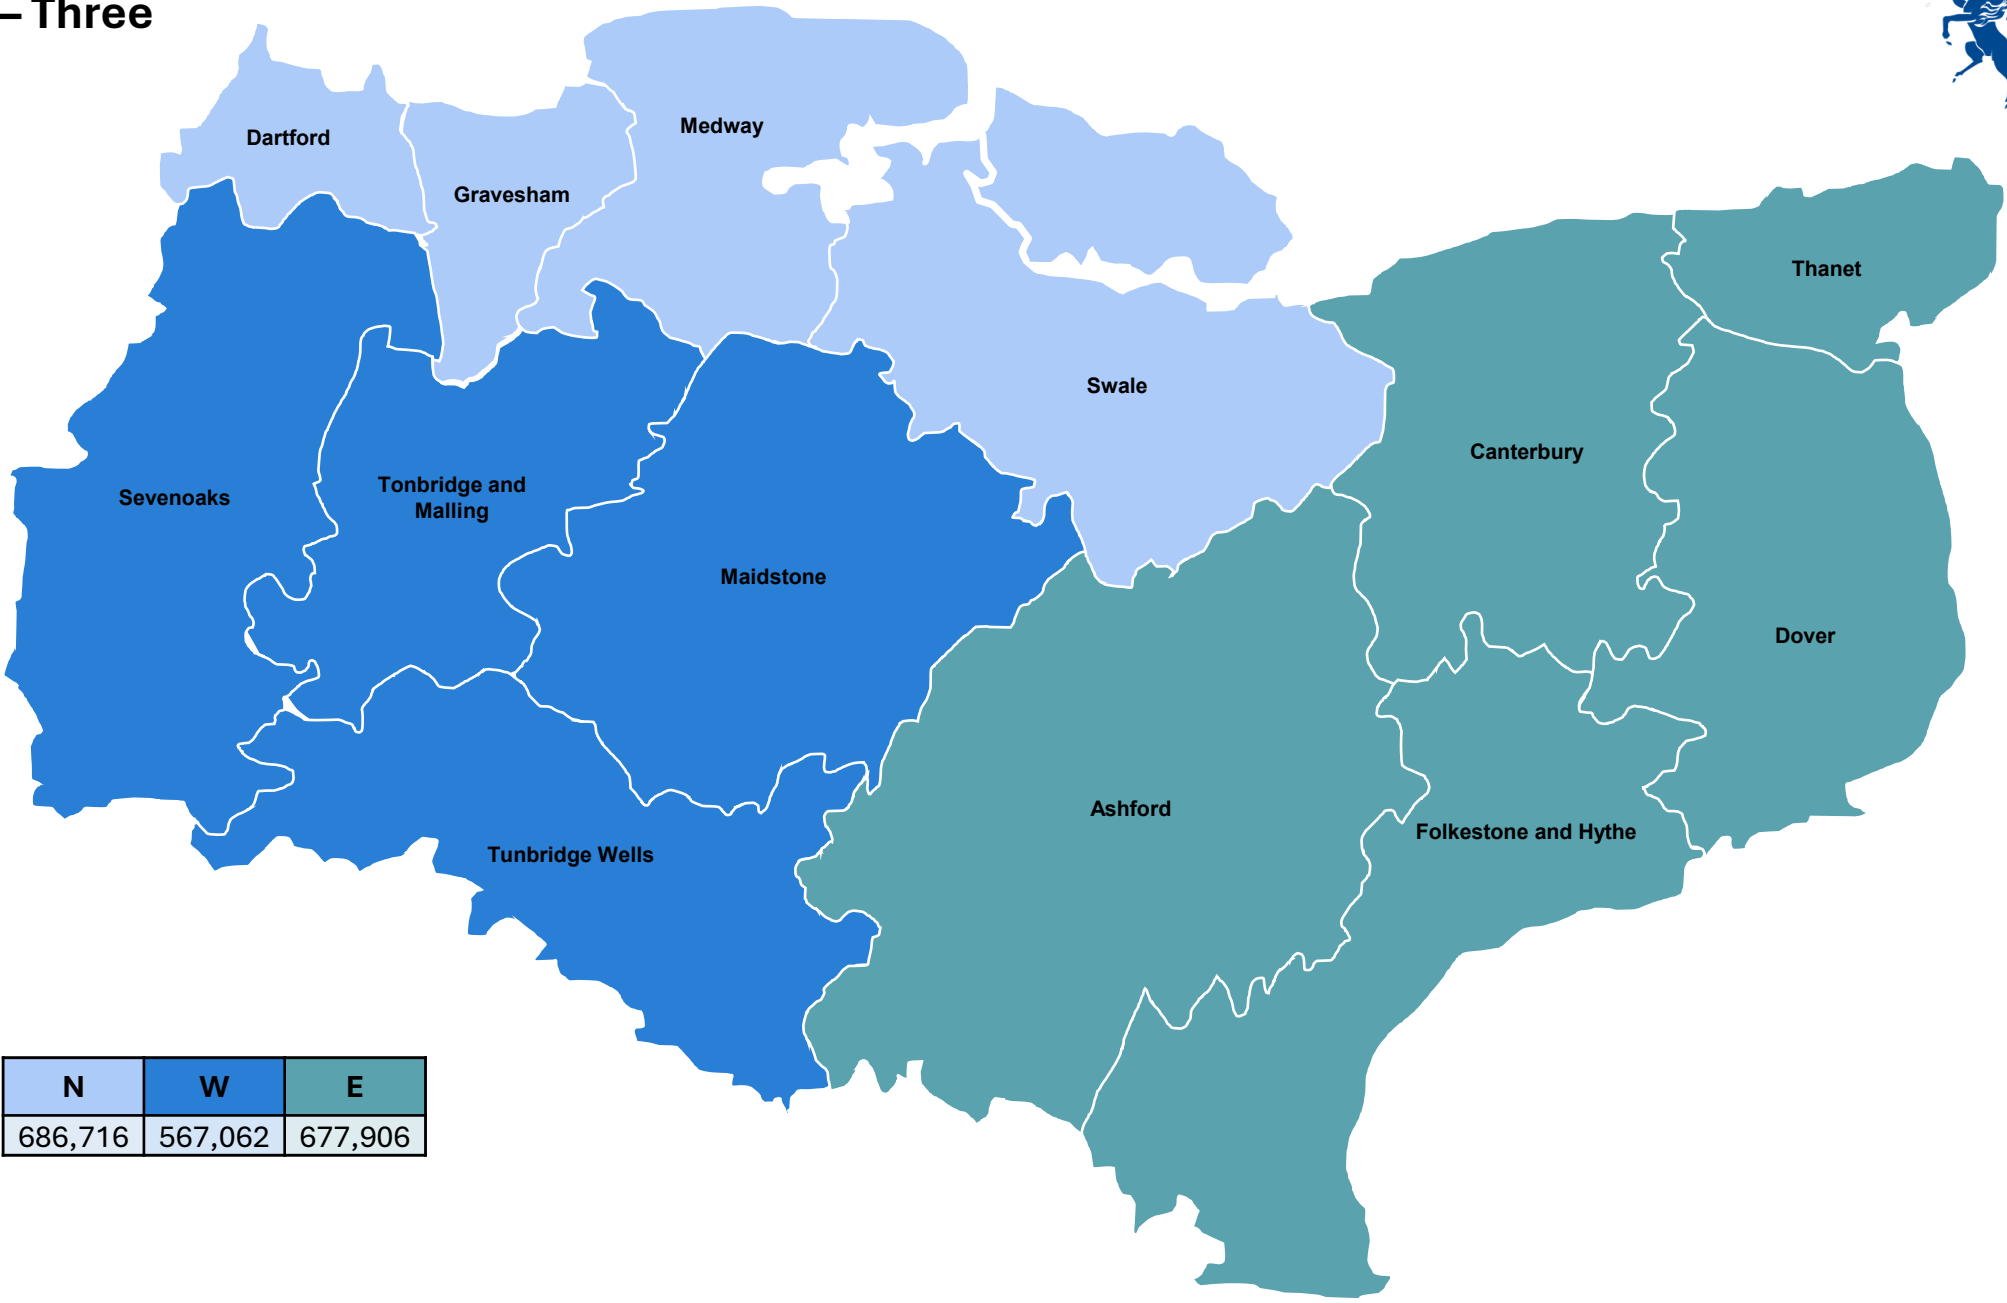 – Three
Dartford
Gravesham
Medway
Thanet
Swale
Canterbury
Sevenoaks
Tonbridge and
Malling
Maidstone
Dover
Ashford
Folkestone and Hythe
Tunbridge Wells
N W E
686,716 567,062 677,906